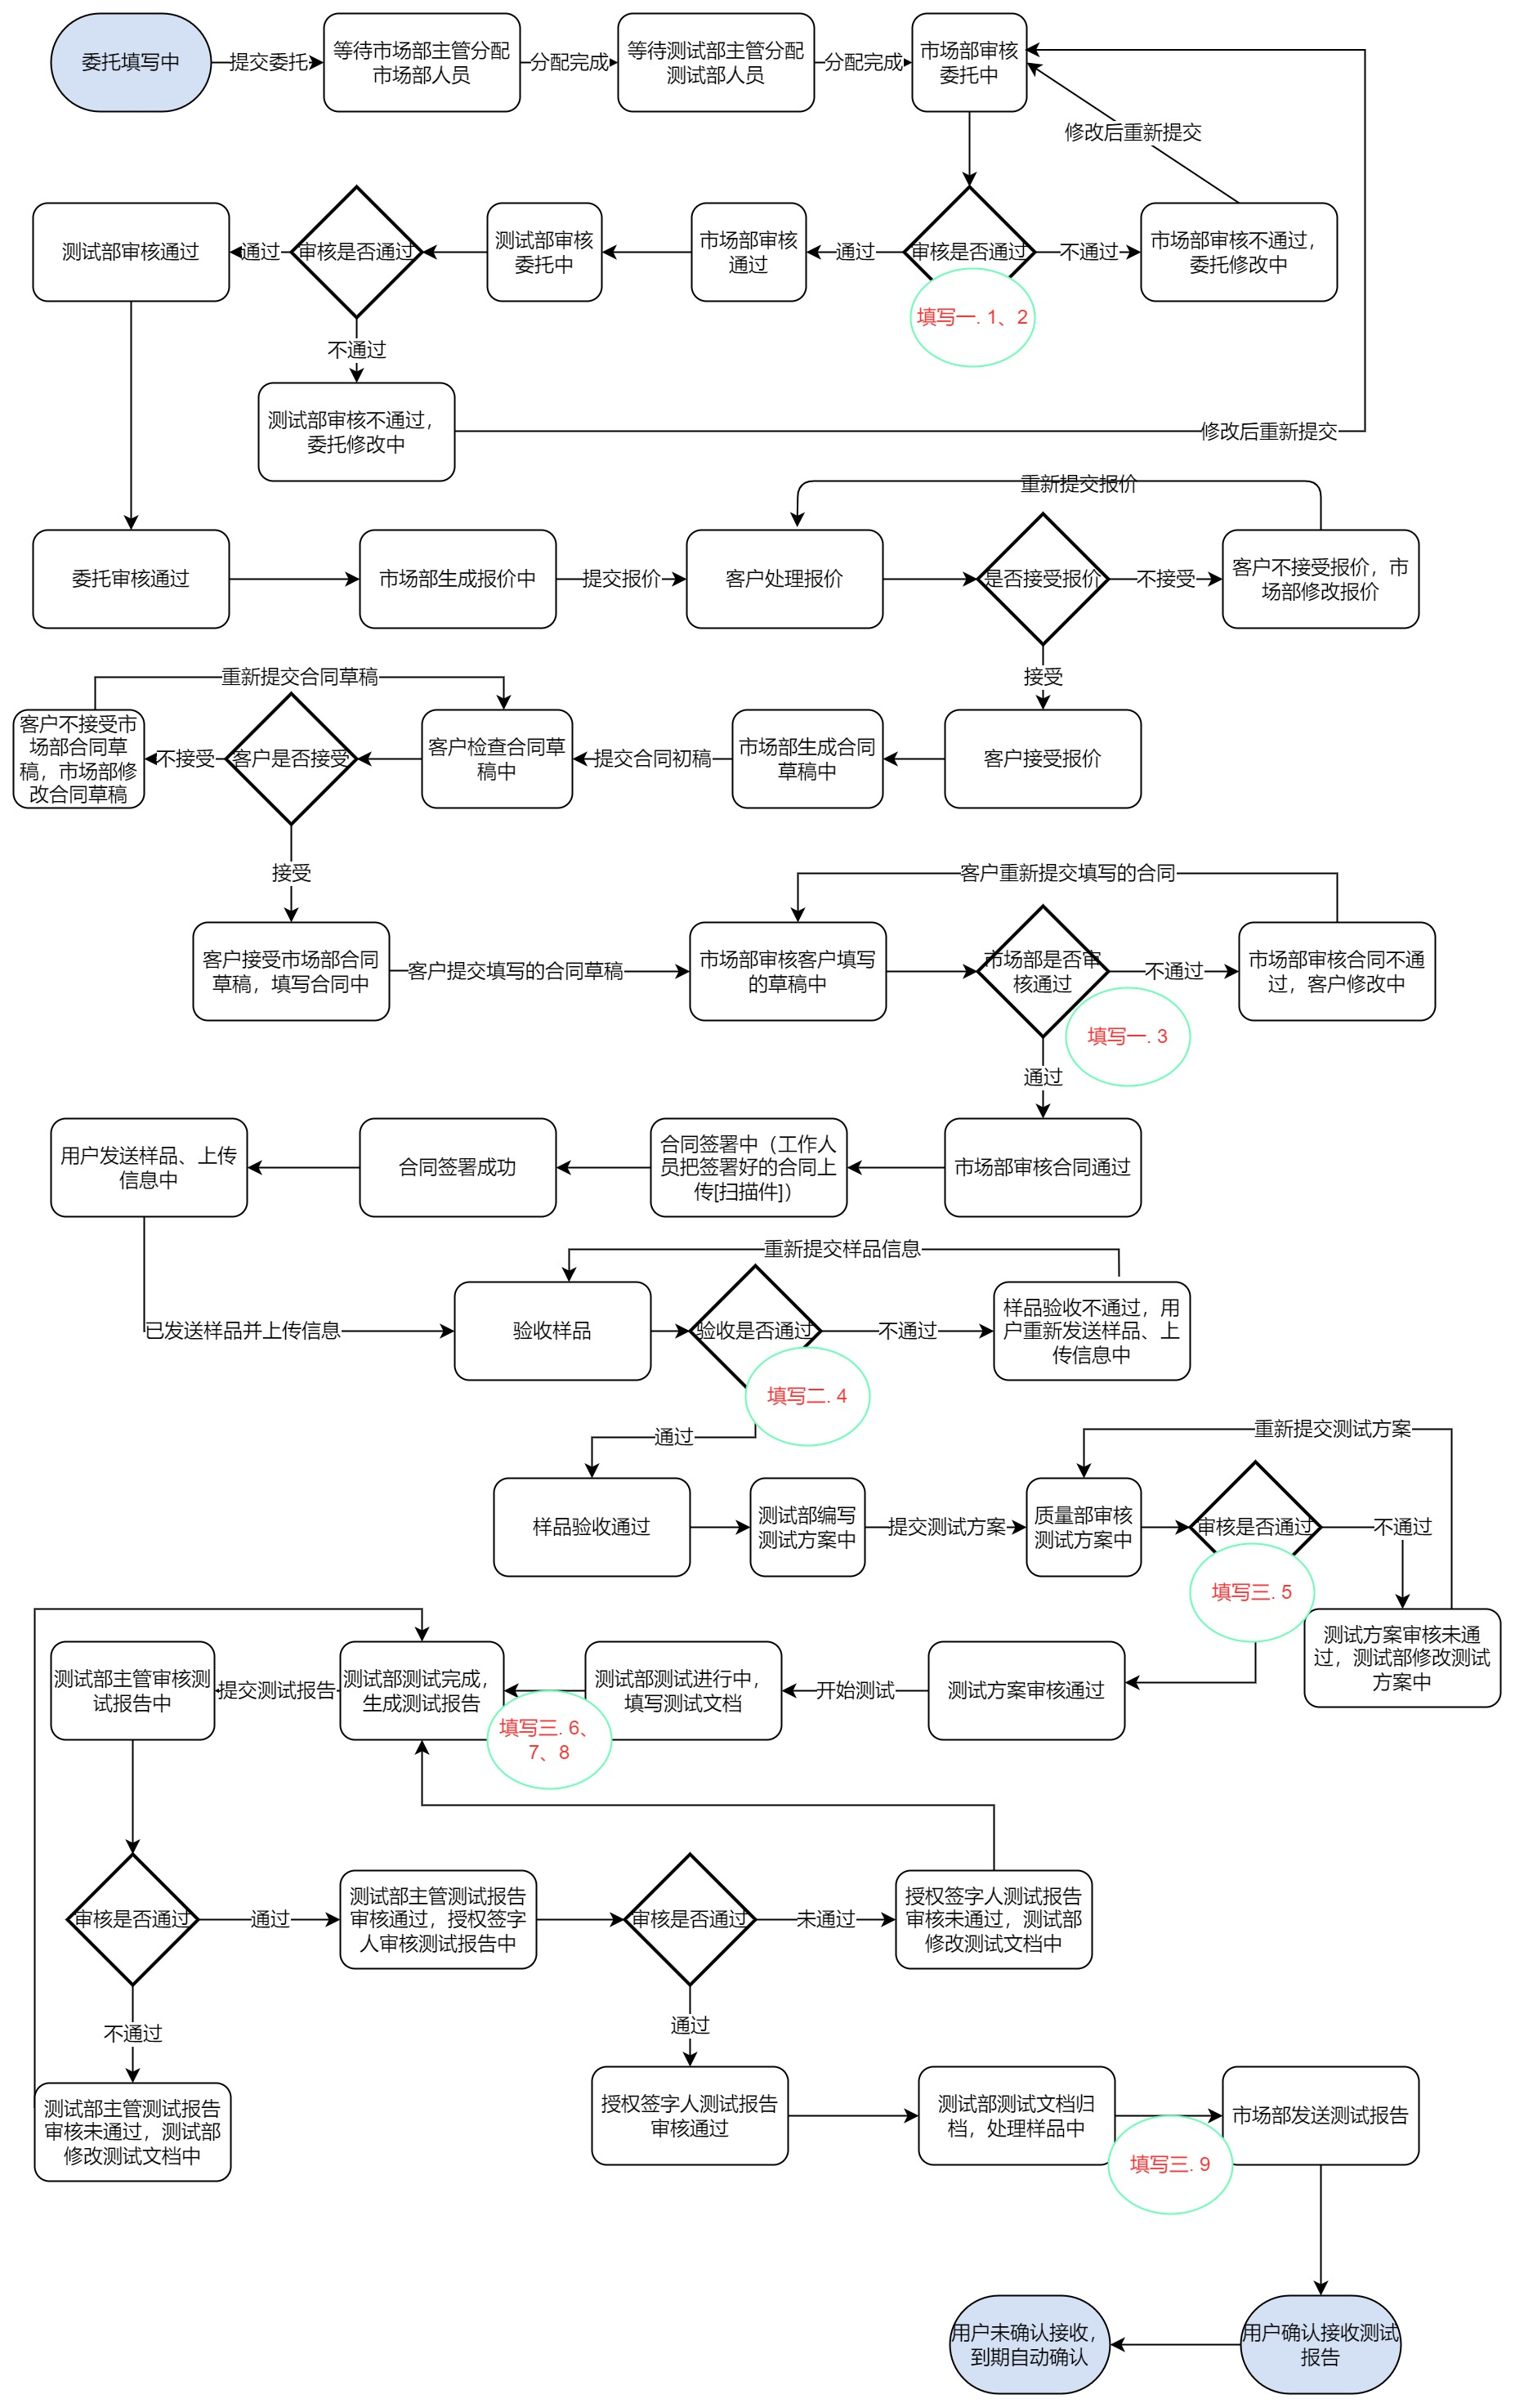 委托填写中
提交委托
等待市场部主管分配
市场部人员
分配完成
等待测试部主管分配
测试部人员
分配完成
市场部审核
委托中
修改后重新提交
测试部审核通过
通过
审核是否通过
测试部审核
委托中
市场部审核
通过
通过
审核是否通过
不通过
市场部审核不通过，
委托修改中
填写一. 1、2
不通过
测试部审核不通过，
委托修改中
修改后重新提交
重新提交报价
委托审核通过
市场部生成报价中
提交报价
客户处理报价
是否接受报价
不接受
客户不接受报价，市
场部修改报价
接受
重新提交合同草稿
客户不接受市
场部合同草
稿，市场部修
改合同草稿
不接受
客户是否接受
客户检查合同草
稿中
提交合同初稿
市场部生成合同
草稿中
客户接受报价
接受
客户重新提交填写的合同
客户接受市场部合同
草稿，填写合同中
客户提交填写的合同草稿
市场部审核客户填写
的草稿中
市场部是否审
核通过
不通过
市场部审核合同不通
过，客户修改中
填写一. 3
通过
用户发送样品、上传
信息中
合同签署成功
合同签署中（工作人
员把签署好的合同上
传[扫描件]）
市场部审核合同通过
重新提交样品信息
已发送样品并上传信息
验收样品
验收是否通过
不通过
样品验收不通过，用
户重新发送样品、上
传信息中
填写二. 4
通过
重新提交测试方案
样品验收通过
测试部编写
测试方案中
提交测试方案
质量部审核
测试方案中
审核是否通过
不通过
填写三. 5
测试方案审核未通
过，测试部修改测试
方案中
测试部主管审核测
试报告中
提交测试报告
测试部测试完成，
生成测试报告
测试部测试进行中，
填写测试文档
开始测试
测试方案审核通过
填写三. 6、
7、8
审核是否通过
通过
测试部主管测试报告
审核通过，授权签字
人审核测试报告中
审核是否通过
未通过
授权签字人测试报告
审核未通过，测试部
修改测试文档中
不通过
通过
测试部主管测试报告
审核未通过，测试部
修改测试文档中
授权签字人测试报告
审核通过
测试部测试文档归
档，处理样品中
市场部发送测试报告
填写三. 9
用户未确认接收，
到期自动确认
用户确认接收测试
报告